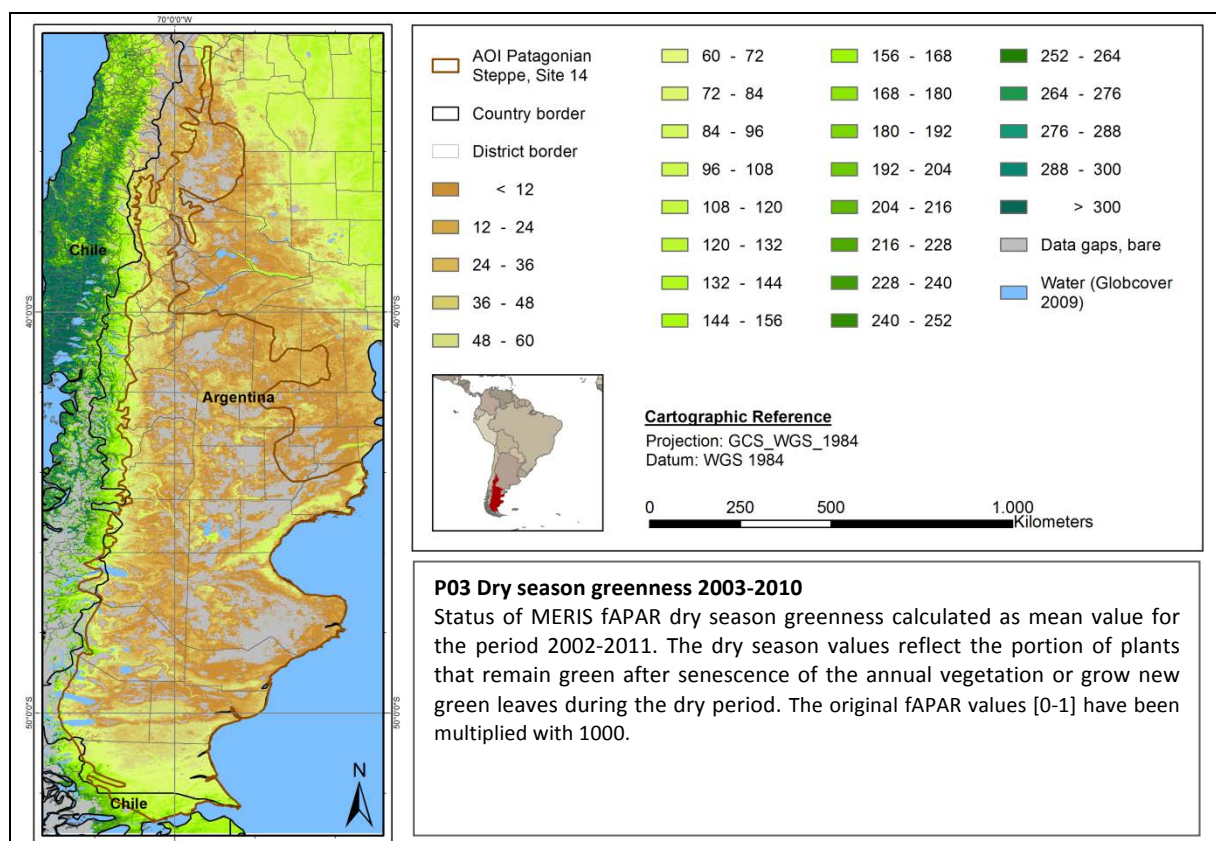 70°0'0"W
40°0'0"S
40°0'0"S
50°0'0"S
50°0'0"S
Chile
Argentina
Chile
N
AOI Patagonian
Steppe, Site 14
Country border
District border
< 12
12 - 24
24 - 36
36 - 48
48 - 60
60 - 72
72 - 84
84 - 96
96 - 108
108 - 120
120 - 132
132 - 144
144 - 156
156 - 168
168 - 180
180 - 192
192 - 204
204 - 216
216 - 228
228 - 240
240 - 252
252 - 264
264 - 276
276 - 288
288 - 300
> 300
Data gaps, bare
Water (Globcover
2009)
Cartographic Reference
Projection: GCS_WGS_1984
Datum: WGS 1984
0 250 500 1.000
Kilometers
P03 Dry season greenness 2003-2010
Status of MERIS fAPAR dry season greenness calculated as mean value for
the period 2002-2011. The dry season values reflect the portion of plants
that remain green after senescence of the annual vegetation or grow new
green leaves during the dry period. The original fAPAR values [0-1] have been
multiplied with 1000.